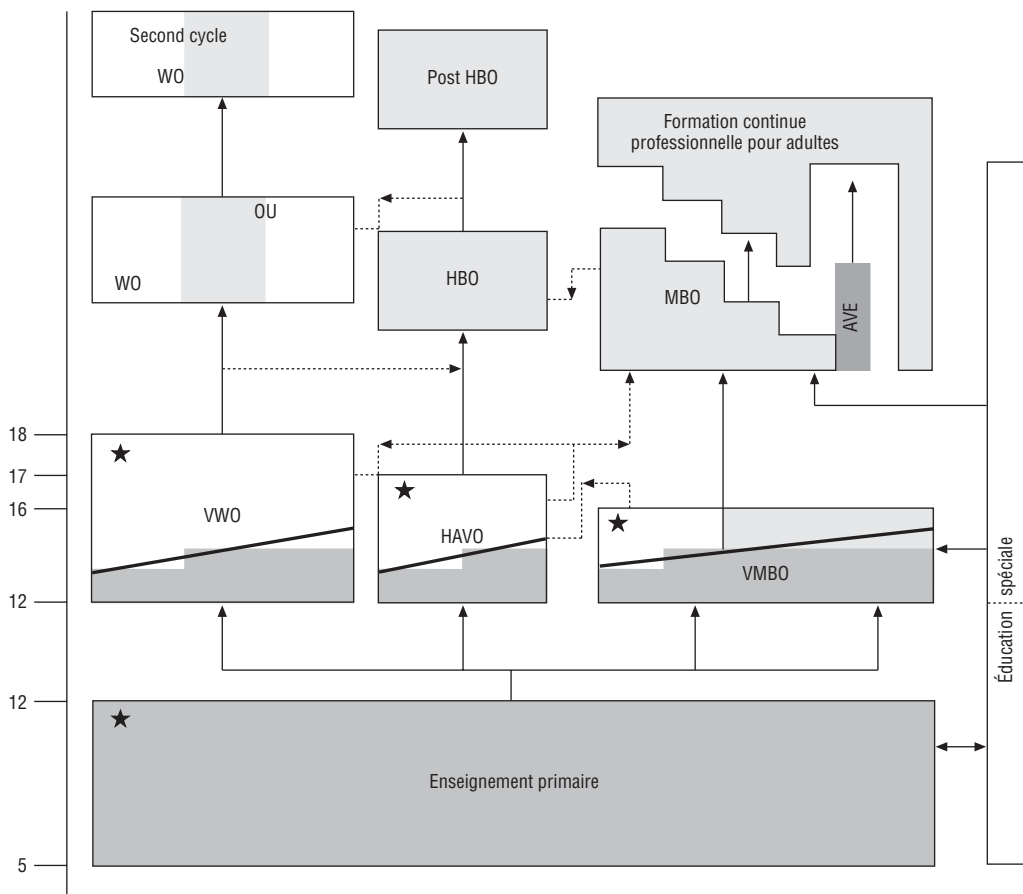 Second cycle
WO
Post HBO
Formation continue
professionnelle pour adultes
OU
WO
HBO
MBO
AVE
18
17
16
VWO
HAVO
VMBO
12
Éducation spéciale
12
Enseignement primaire
5